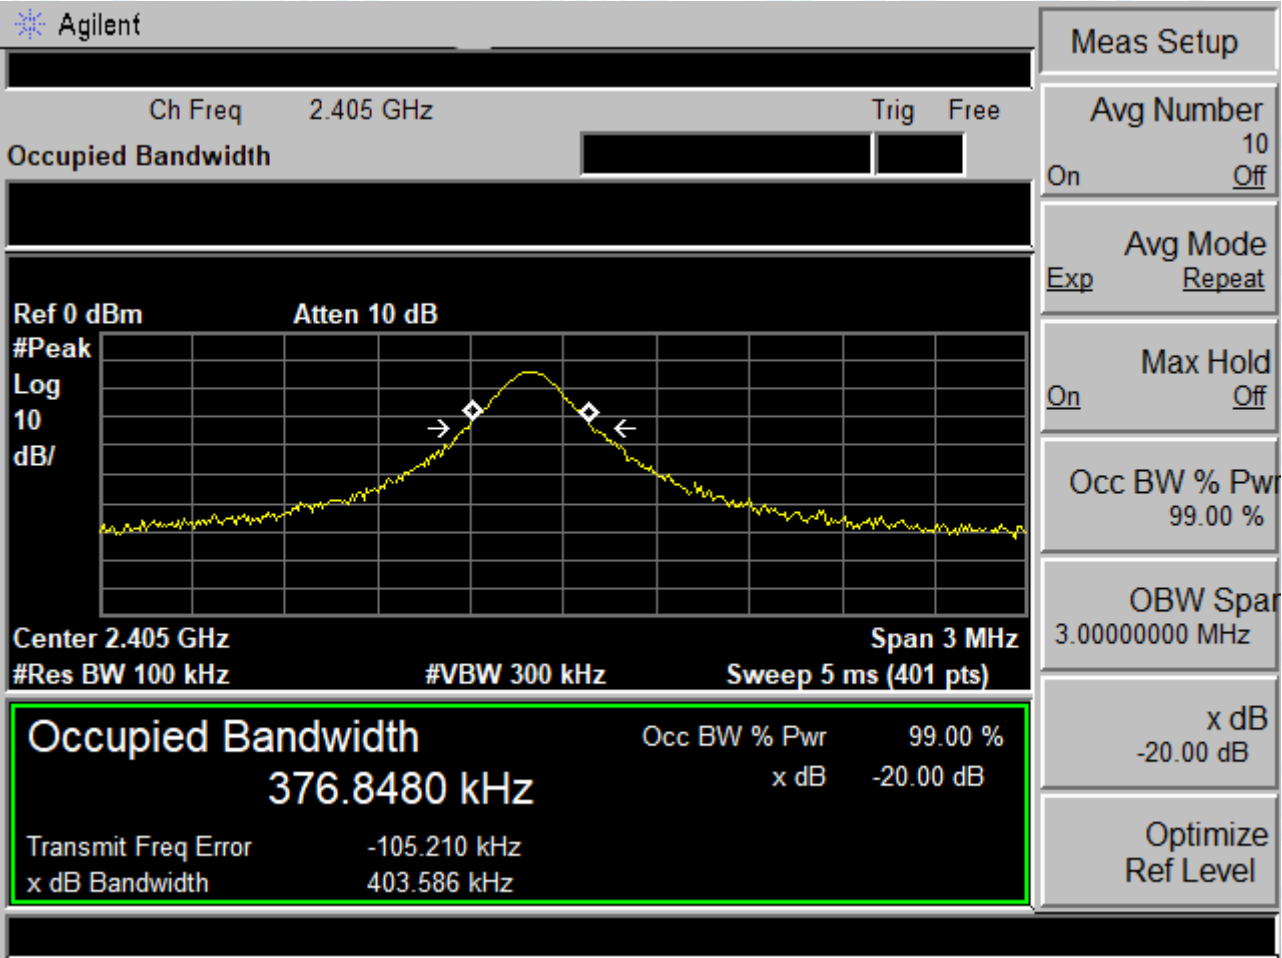 Agilent
Meas Setup
Ch Freq 2.405 GHz Trig Free
Occupied Bandwidth
Avg Number
10
On Off
Avg Mode
Exp Repeat
Max Hold
On Off
Occ BW % Pwr
99.00 %
OBW Span
3.00000000 MHz
x dB
-20.00 dB
Optimize
Ref Level
Ref 0 dBm Atten 10 dB
#Peak
Log
10
dB/
Center 2.405 GHz Span 3 MHz
#Res BW 100 kHz #VBW 300 kHz Sweep 5 ms (401 pts)
Occupied Bandwidth Occ BW % Pwr 99.00 %
376.8480 kHz x dB -20.00 dB
Transmit Freq Error -105.210 kHz
x dB Bandwidth 403.586 kHz